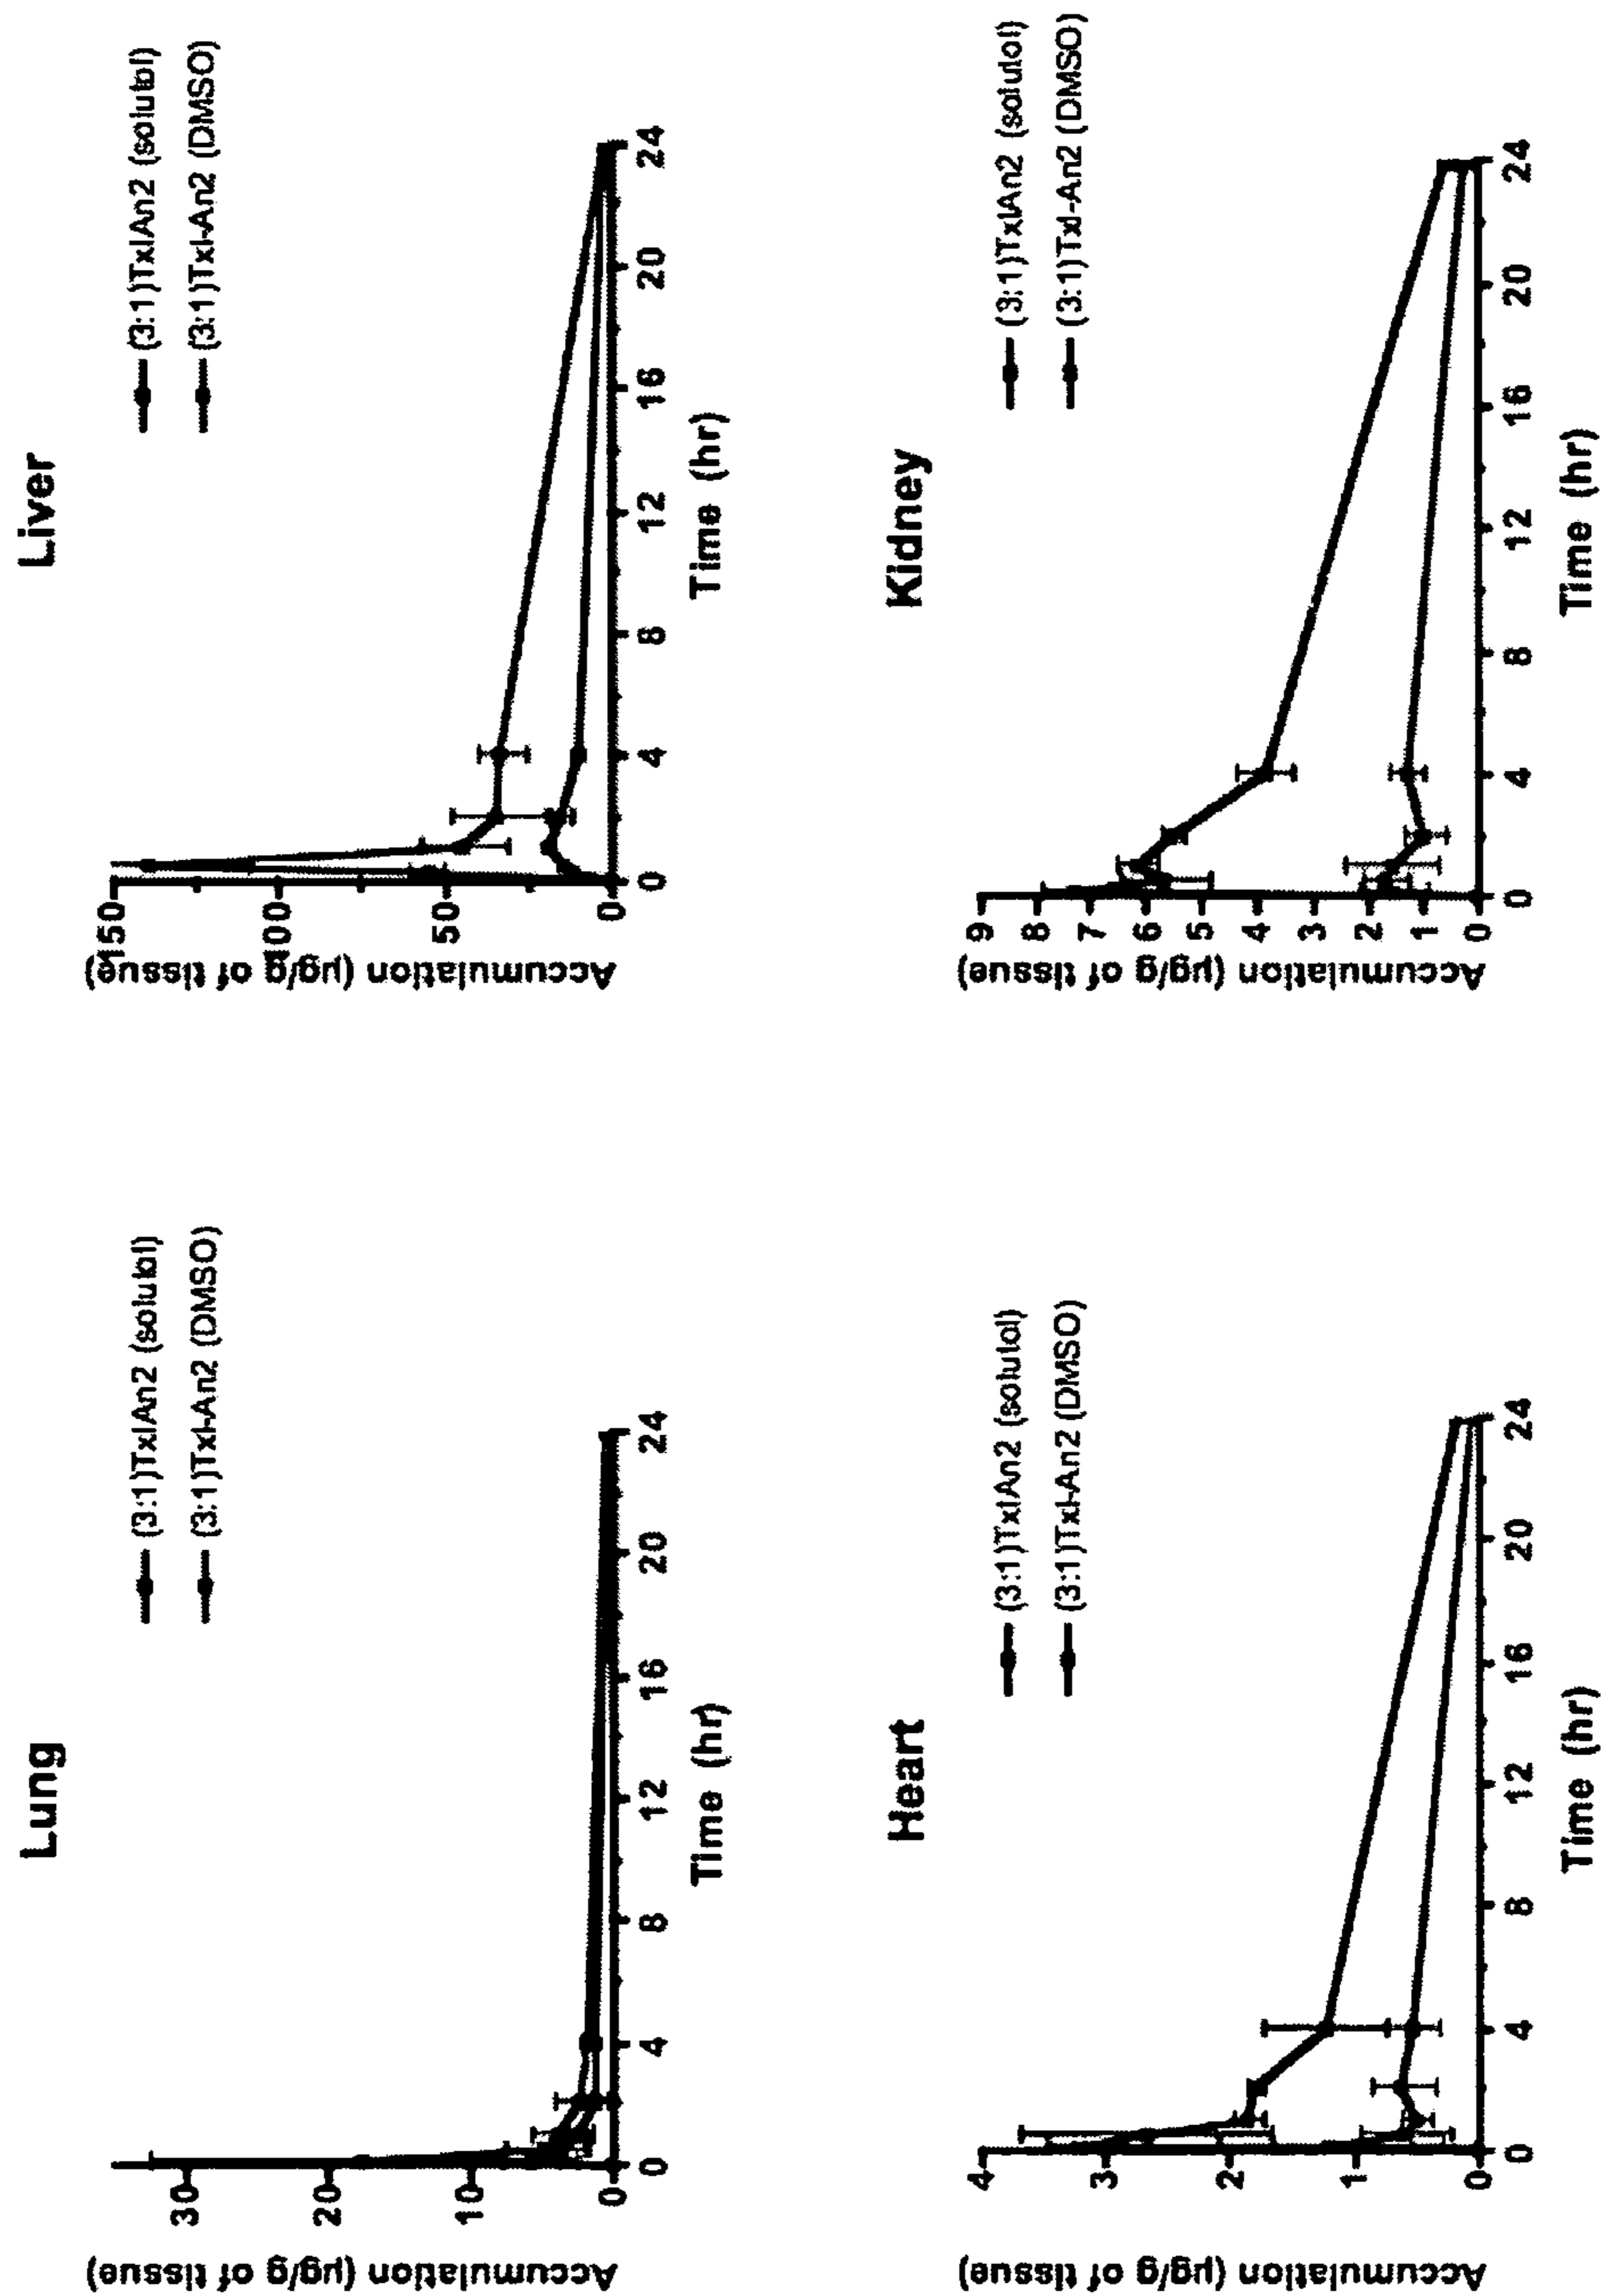 Lung
(3:1)TxlAn2 (solutol)
(3:1)Txl-An2 (DMSO)
Accumulation (µg/g of tissue)
30
20
10
0
0 4 8 12 16 20 24
Time (hr)
Liver
(3:1)TxlAn2 (solutol)
(3:1)Txl-An2 (DMSO)
Accumulation (µg/g of tissue)
150
100
50
0
0 4 8 12 16 20 24
Time (hr)
Heart
(3:1)TxlAn2 (solutol)
(3:1)Txl-An2 (DMSO)
Accumulation (µg/g of tissue)
4
3
2
1
0
0 4 8 12 16 20 24
Time (hr)
Kidney
(3:1)TxlAn2 (solutol)
(3:1)Txl-An2 (DMSO)
Accumulation (µg/g of tissue)
9
8
7
6
5
4
3
2
1
0
0 4 8 12 16 20 24
Time (hr)